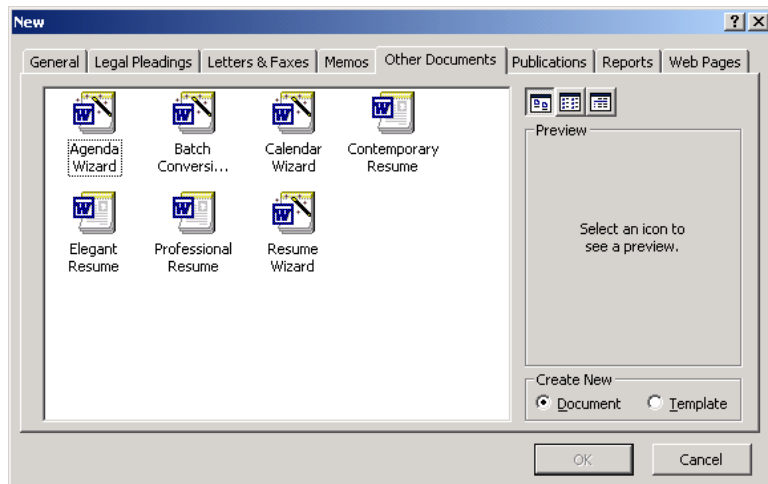 New
General Legal Pleadings Letters & Faxes Memos Other Documents Publications Reports Web Pages
Agenda Wizard
Batch Conversi...
Calendar Wizard
Contemporary Resume
Elegant Resume
Professional Resume
Resume Wizard
Preview
Select an icon to
see a preview.
Create New
Document Template
OK Cancel